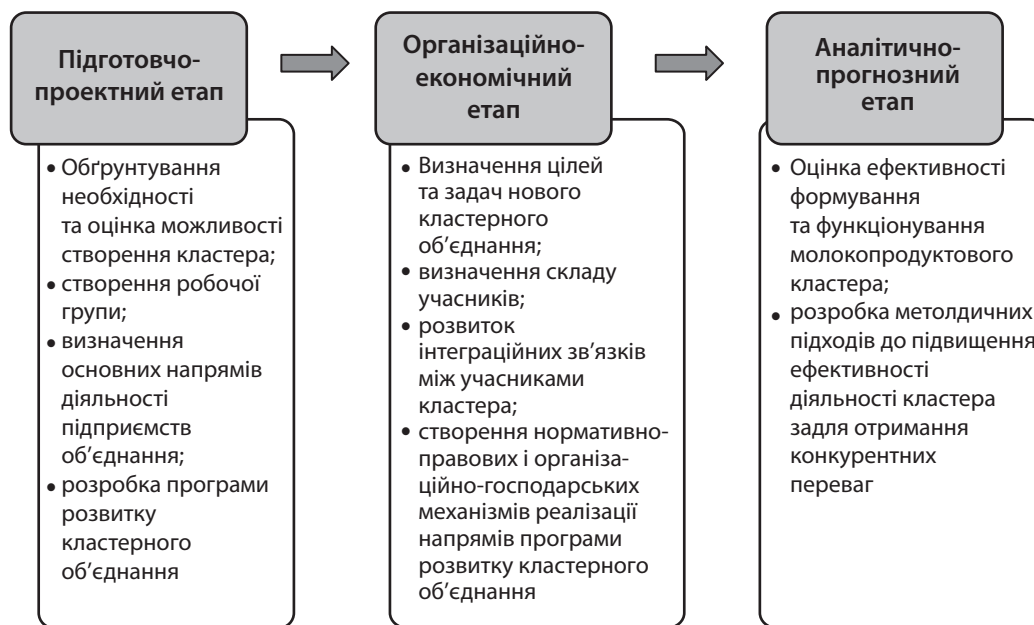 Підготовчо-
проектний етап
• Обґрунтування
необхідності
та оцінка можливості
створення кластера;
• створення робочої
групи;
• визначення
основних напрямів
діяльності
підприємств
об’єднання;
• розробка програми
розвитку
кластерного
об’єднання
Організаційно-
економічний
етап
• Визначення цілей
та задач нового
кластерного
об’єднання;
• визначення складу
учасників;
• розвиток
інтеграційних зв’язків
між учасниками
кластера;
• створення нормативно-
правових і організа-
ційно-господарських
механізмів реалізації
напрямів програми
розвитку кластерного
об’єднання
Аналітично-
прогнозний
етап
• Оцінка ефективності
формування
та функціонування
молокопродуктового
кластера;
• розробка метолдичних
підходів до підвищення
ефективності
діяльності кластера
задля отримання
конкурентних
переваг